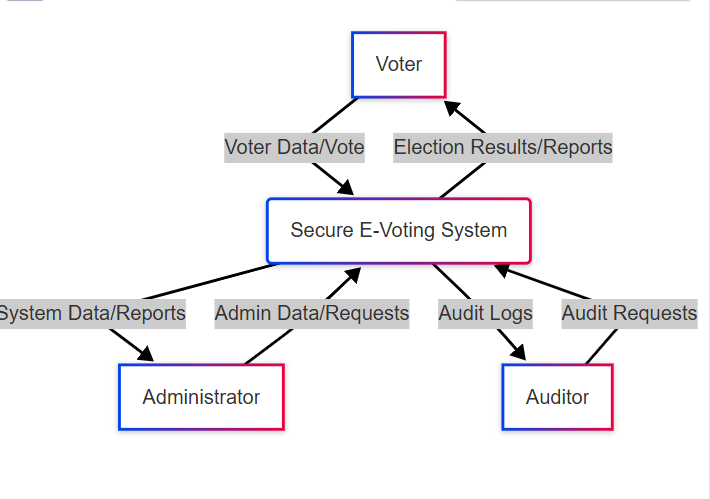 Voter
Voter Data/Vote
Election Results/Reports
Secure E-Voting System
System Data/Reports
Admin Data/Requests
Audit Logs
Audit Requests
Administrator
Auditor